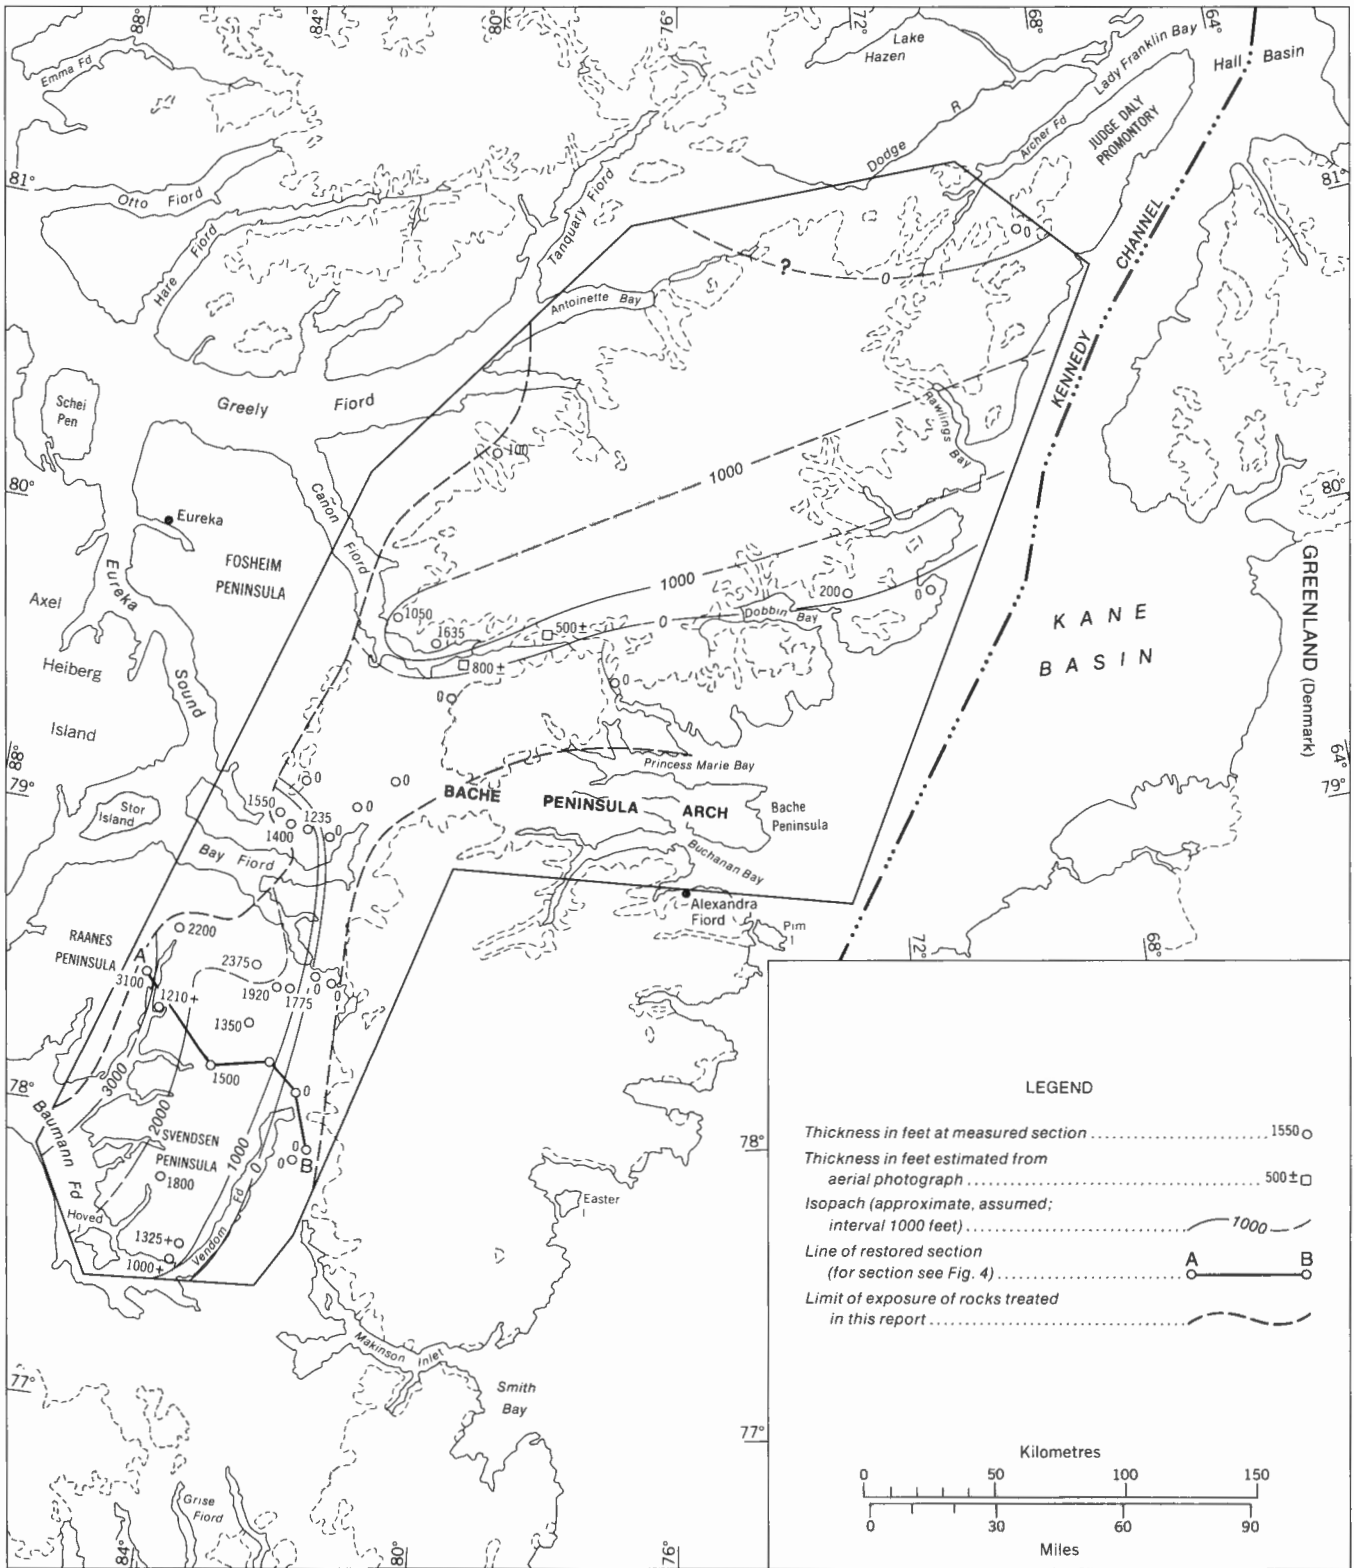 88°
84°
80°
76°
72°
68°
64°
Emma Fd
Lake
Hazen
Lady Franklin Bay
Hall Basin
Dodge R
Archer Fd
JUDGE DALY
PROMONTORY
81°
81°
Otto Fiord
Hare Fiord
Tanquary Fiord
0
?
0
CHANNEL
Antoinette Bay
KENNEDY
Schei
Pen
Greely Fiord
Rawlings Bay
100
1000
80°
80°
Cañon Fiord
Eureka
FOSHEIM
PENINSULA
GREENLAND (Denmark)
Eureka Sound
Axel
Heiberg
Island
1000
1050
1635
500±
0
Dobbin Bay
200
0
KANE
BASIN
800±
0
0
88°
79°
64°
79°
Princess Marie Bay
0
0
BACHE PENINSULA ARCH
Bache
Peninsula
1550
1235
0
1400
0
Stor
Island
Bay Fiord
Buchanan Bay
Alexandra
Fiord
Pim
I
2200
RAANES
PENINSULA
A
3100
2375
72°
68°
1210+
1920
1775
0
0
1350
1500
3000
78°
0
2000
Baumann Fd
SVENDSEN
PENINSULA
1000
0
0
0
B
78°
1800
Hoved
I
Vendom Fd
Easter
I
1325+
1000+
Makinson Inlet
77°
Smith
Bay
77°
Grise
Fiord
84°
80°
76°
LEGEND
Thickness in feet at measured section 1550
Thickness in feet estimated from
aerial photograph 500±
Isopach (approximate, assumed;
interval 1000 feet) 1000
Line of restored section A B
(for section see Fig. 4)
Limit of exposure of rocks treated
in this report
Kilometres
0 50 100 150
0 30 60 90
Miles